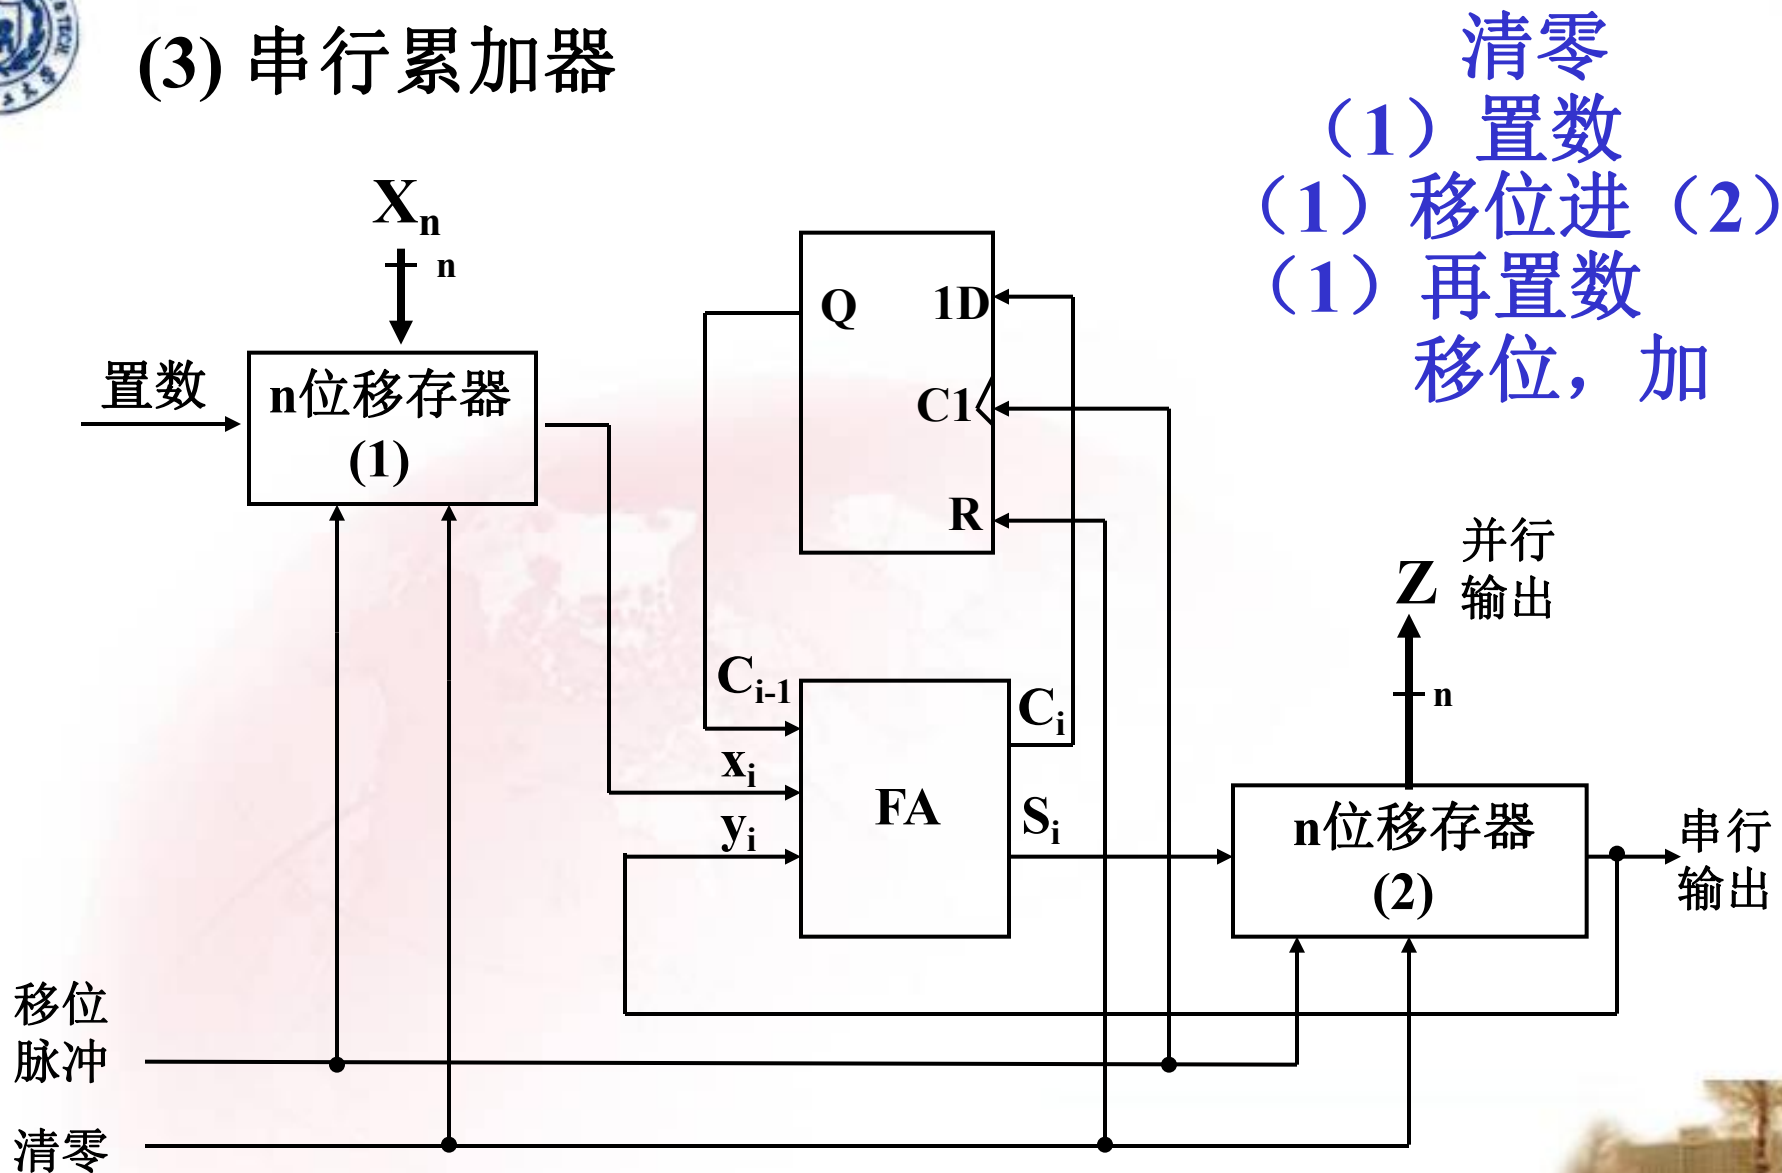 (3) 串行累加器
清零
（1）置数
（1）移位进（2）
（1）再置数
移位，加
Xn
n
置数
n位移存器
(1)
Q
1D
C1
R
并行
输出
Z
n
Ci-1
xi
yi
FA
Ci
Si
n位移存器
(2)
串行
输出
移位
脉冲
清零